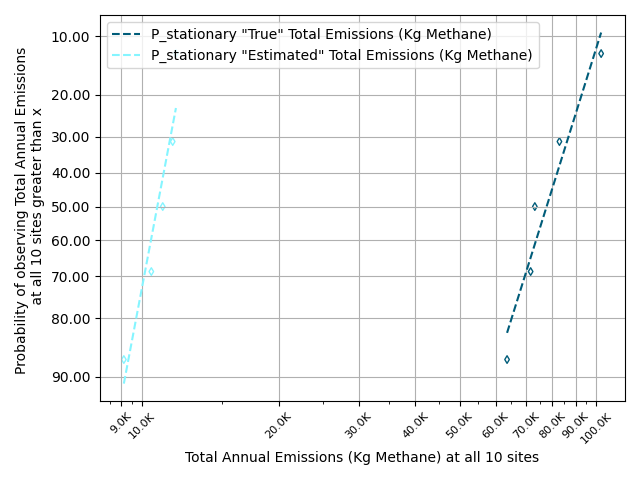 P_stationary "True" Total Emissions (Kg Methane)
P_stationary "Estimated" Total Emissions (Kg Methane)
Probability of observing Total Annual Emissions
at all 10 sites greater than x
10.00
20.00
30.00
40.00
50.00
60.00
70.00
80.00
90.00
9.0K
10.0K
20.0K
30.0K
40.0K
50.0K
60.0K
70.0K
80.0K
90.0K
100.0K
Total Annual Emissions (Kg Methane) at all 10 sites